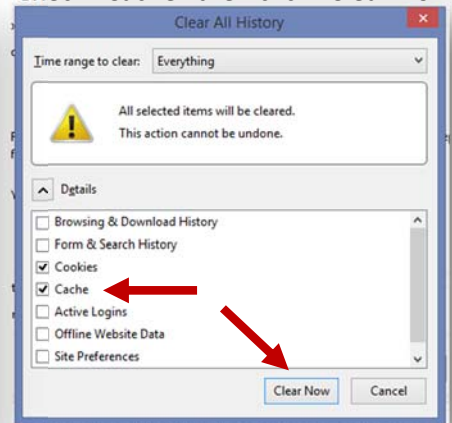 Clear All History
Time range to clear: Everything
All selected items will be cleared.
This action cannot be undone.
Details
Browsing & Download History
Form & Search History
Cookies
Cache
Active Logins
Offline Website Data
Site Preferences
Clear Now Cancel